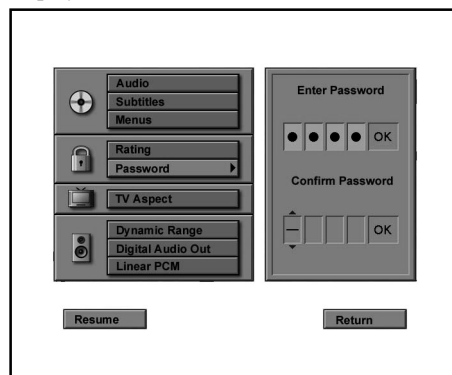 Audio
Subtitles
Menus
Rating
Password
TV Aspect
Dynamic Range
Digital Audio Out
Linear PCM
Enter Password
OK
Confirm Password
OK
Resume
Return